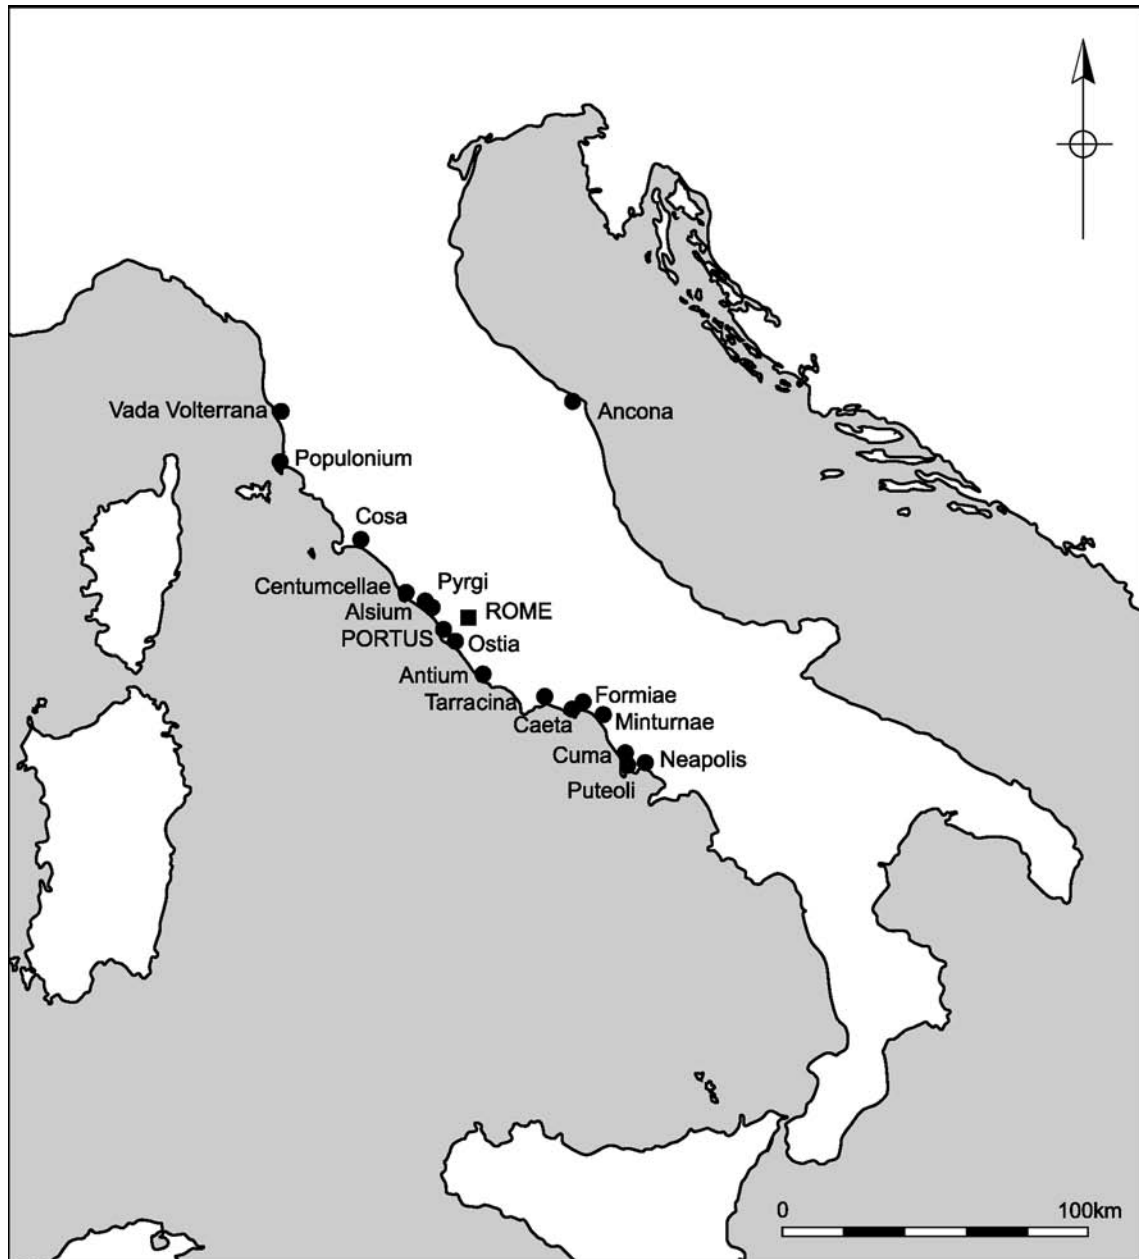 Vada Volterrana
Ancona
Populonium
Cosa
Centumcellae
Pyrgi
Alsium
ROME
PORTUS
Ostia
Antium
Tarracina
Formiae
Caeta
Minturnae
Cuma
Neapolis
Puteoli
0 100km